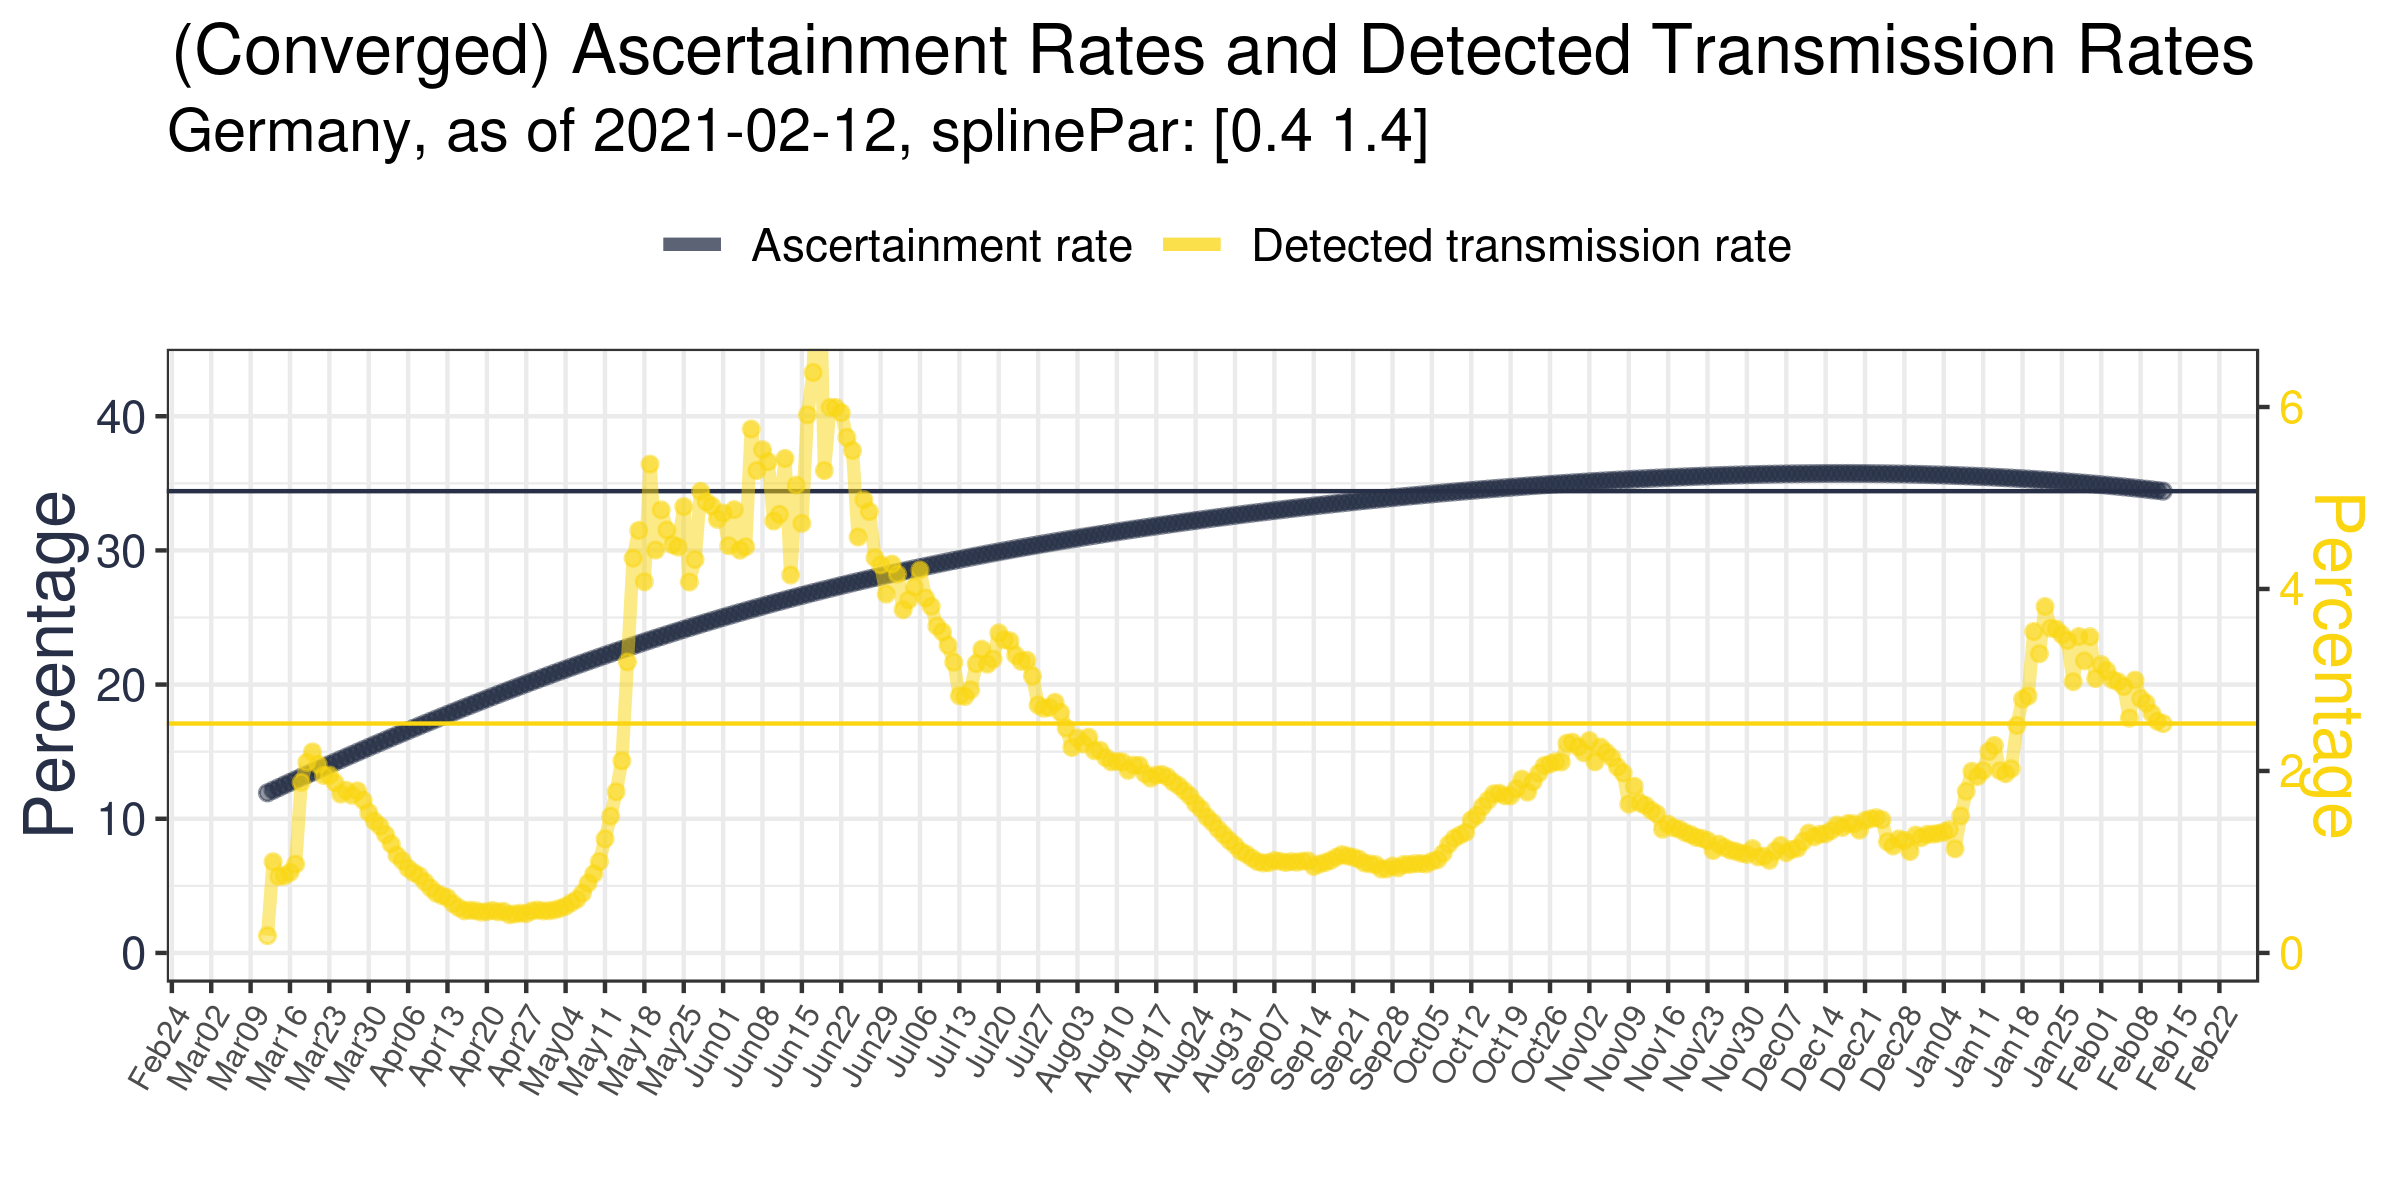 (Converged) Ascertainment Rates and Detected Transmission Rates
Germany, as of 2021-02-12, splinePar: [0.4 1.4]
Ascertainment rate
Detected transmission rate
Percentage
40
30
20
10
0
6
4
2
0
Percentage
Feb24
Mar02
Mar09
Mar16
Mar23
Mar30
Apr06
Apr13
Apr20
Apr27
May04
May11
May18
May25
Jun01
Jun08
Jun15
Jun22
Jun29
Jul06
Jul13
Jul20
Jul27
Aug03
Aug10
Aug17
Aug24
Aug31
Sep07
Sep14
Sep21
Sep28
Oct05
Oct12
Oct19
Oct26
Nov02
Nov09
Nov16
Nov23
Nov30
Dec07
Dec14
Dec21
Dec28
Jan04
Jan11
Jan18
Jan25
Feb01
Feb08
Feb15
Feb22